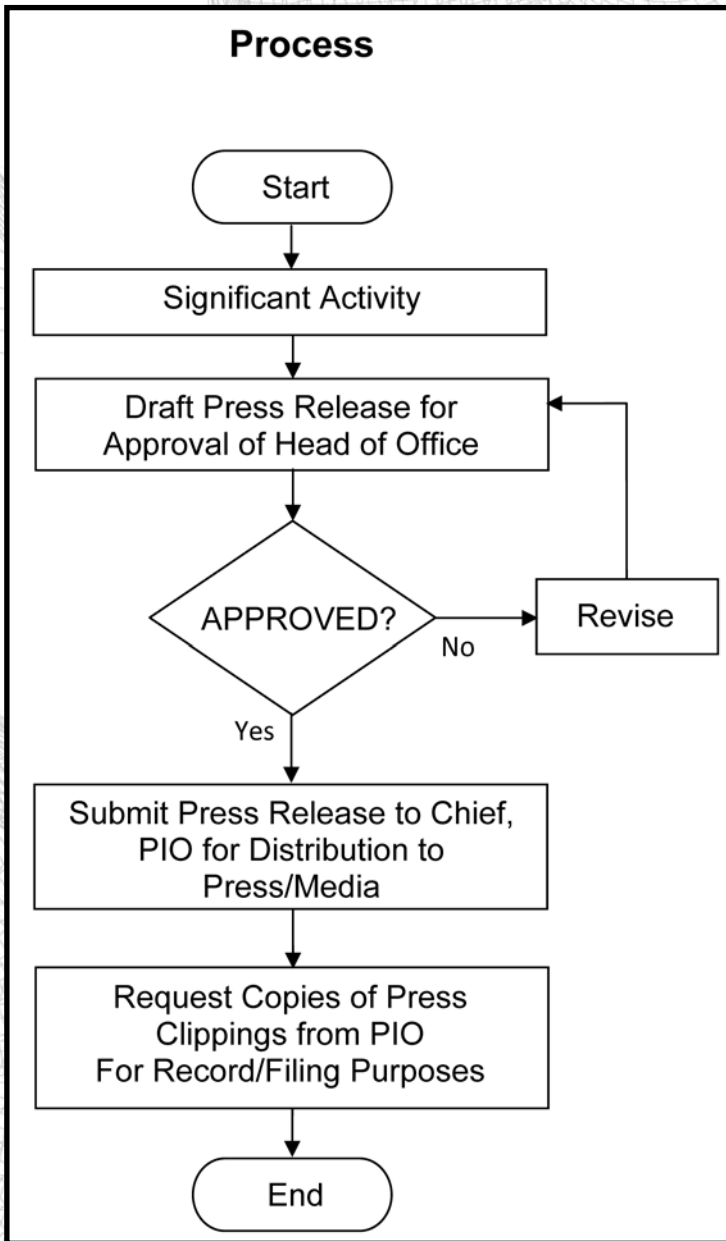 Process
Start
Significant Activity
Draft Press Release for
Approval of Head of Office
APPROVED?
No
Revise
Yes
Submit Press Release to Chief,
PIO for Distribution to
Press/Media
Request Copies of Press
Clippings from PIO
For Record/Filing Purposes
End